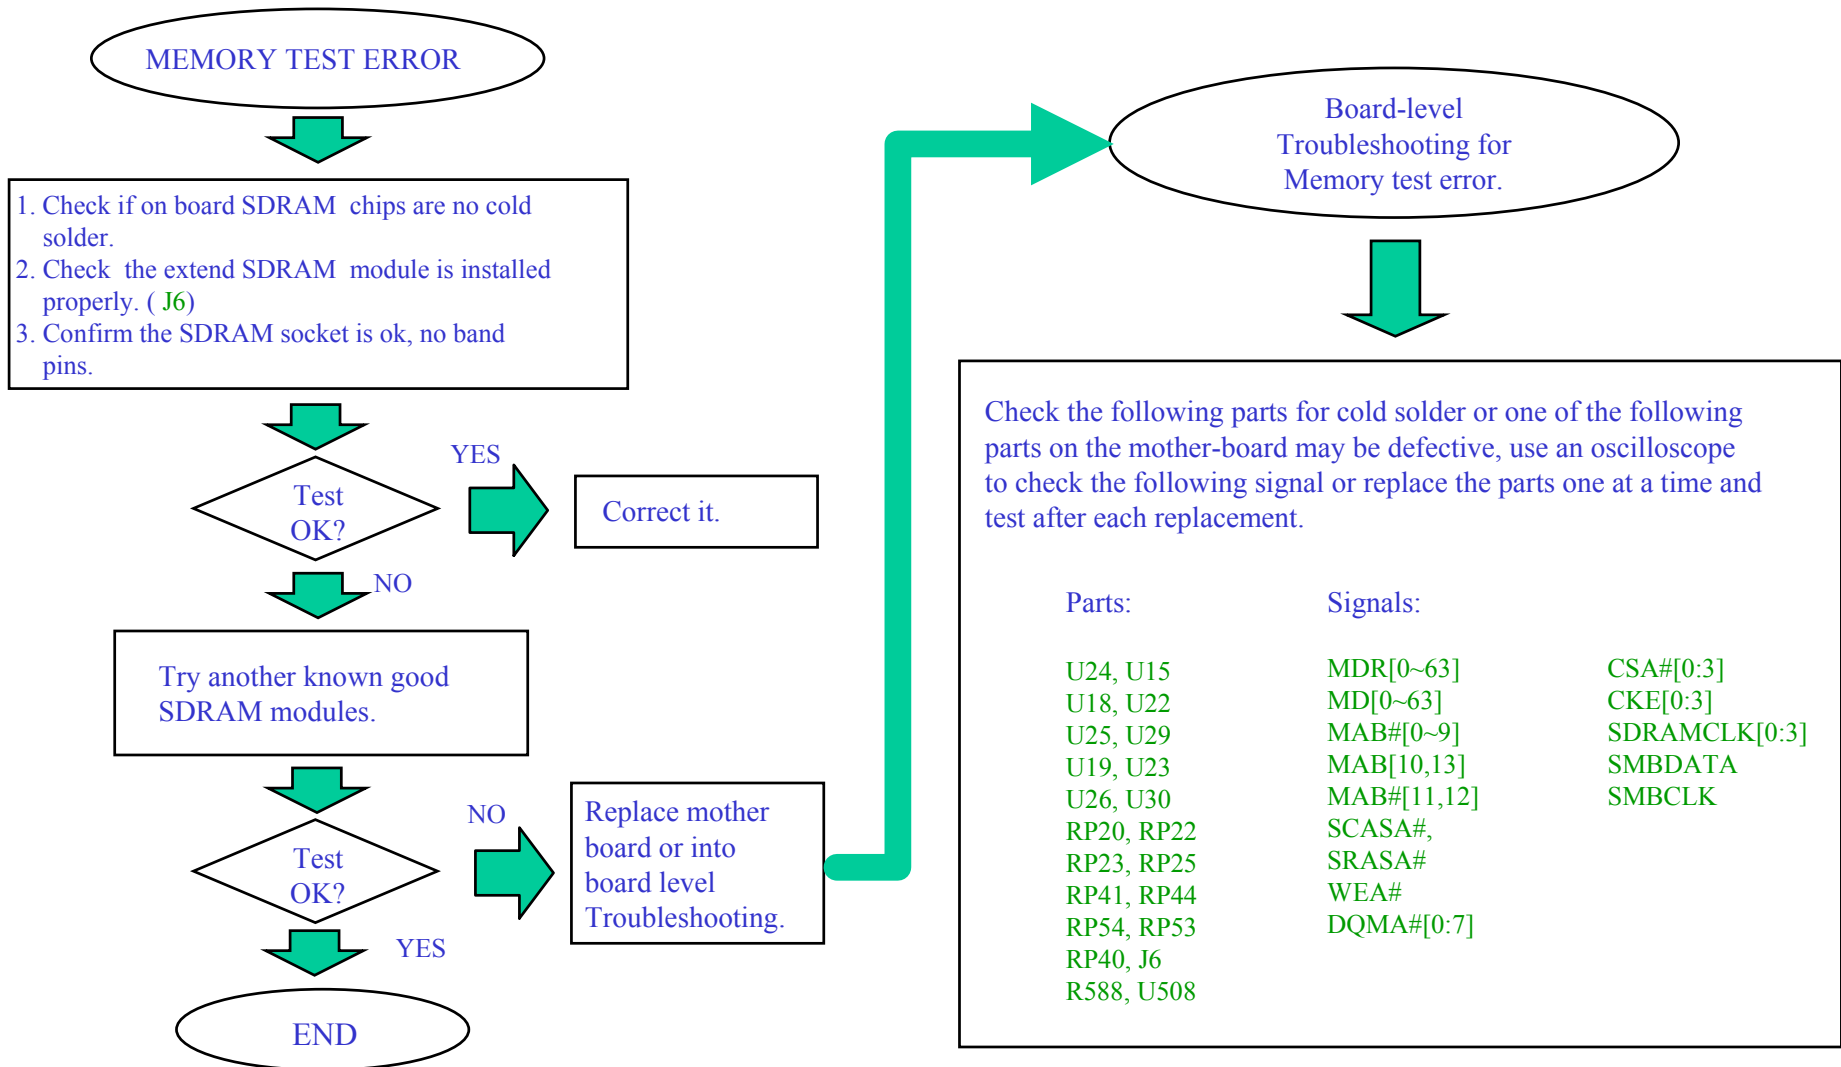 MEMORY TEST ERROR
1. Check if on board SDRAM chips are no cold
solder.
2. Check the extend SDRAM module is installed
properly. ( J6)
3. Confirm the SDRAM socket is ok, no band
pins.
Test
OK?
YES
Correct it.
NO
Try another known good
SDRAM modules.
Test
OK?
NO
Replace mother
board or into
board level
Troubleshooting.
YES
END
Board-level
Troubleshooting for
Memory test error.
Check the following parts for cold solder or one of the following
parts on the mother-board may be defective, use an oscilloscope
to check the following signal or replace the parts one at a time and
test after each replacement.
Parts:
U24, U15
U18, U22
U25, U29
U19, U23
U26, U30
RP20, RP22
RP23, RP25
RP41, RP44
RP54, RP53
RP40, J6
R588, U508
Signals:
MDR[0~63]
MD[0~63]
MAB#[0~9]
MAB[10,13]
MAB#[11,12]
SCASA#,
SRASA#
WEA#
DQMA#[0:7]
CSA#[0:3]
CKE[0:3]
SDRAMCLK[0:3]
SMBDATA
SMBCLK